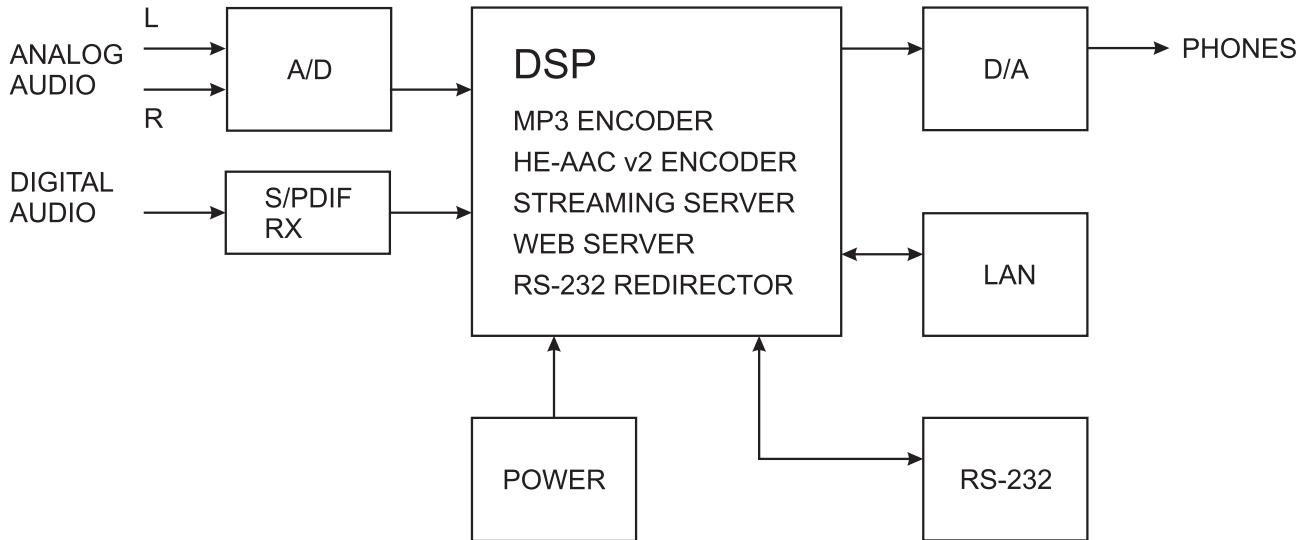 L
ANALOG
AUDIO
R
A/D
DIGITAL
AUDIO
S/PDIF
RX
DSP
MP3 ENCODER
HE-AAC v2 ENCODER
STREAMING SERVER
WEB SERVER
RS-232 REDIRECTOR
D/A
PHONES
LAN
POWER
RS-232